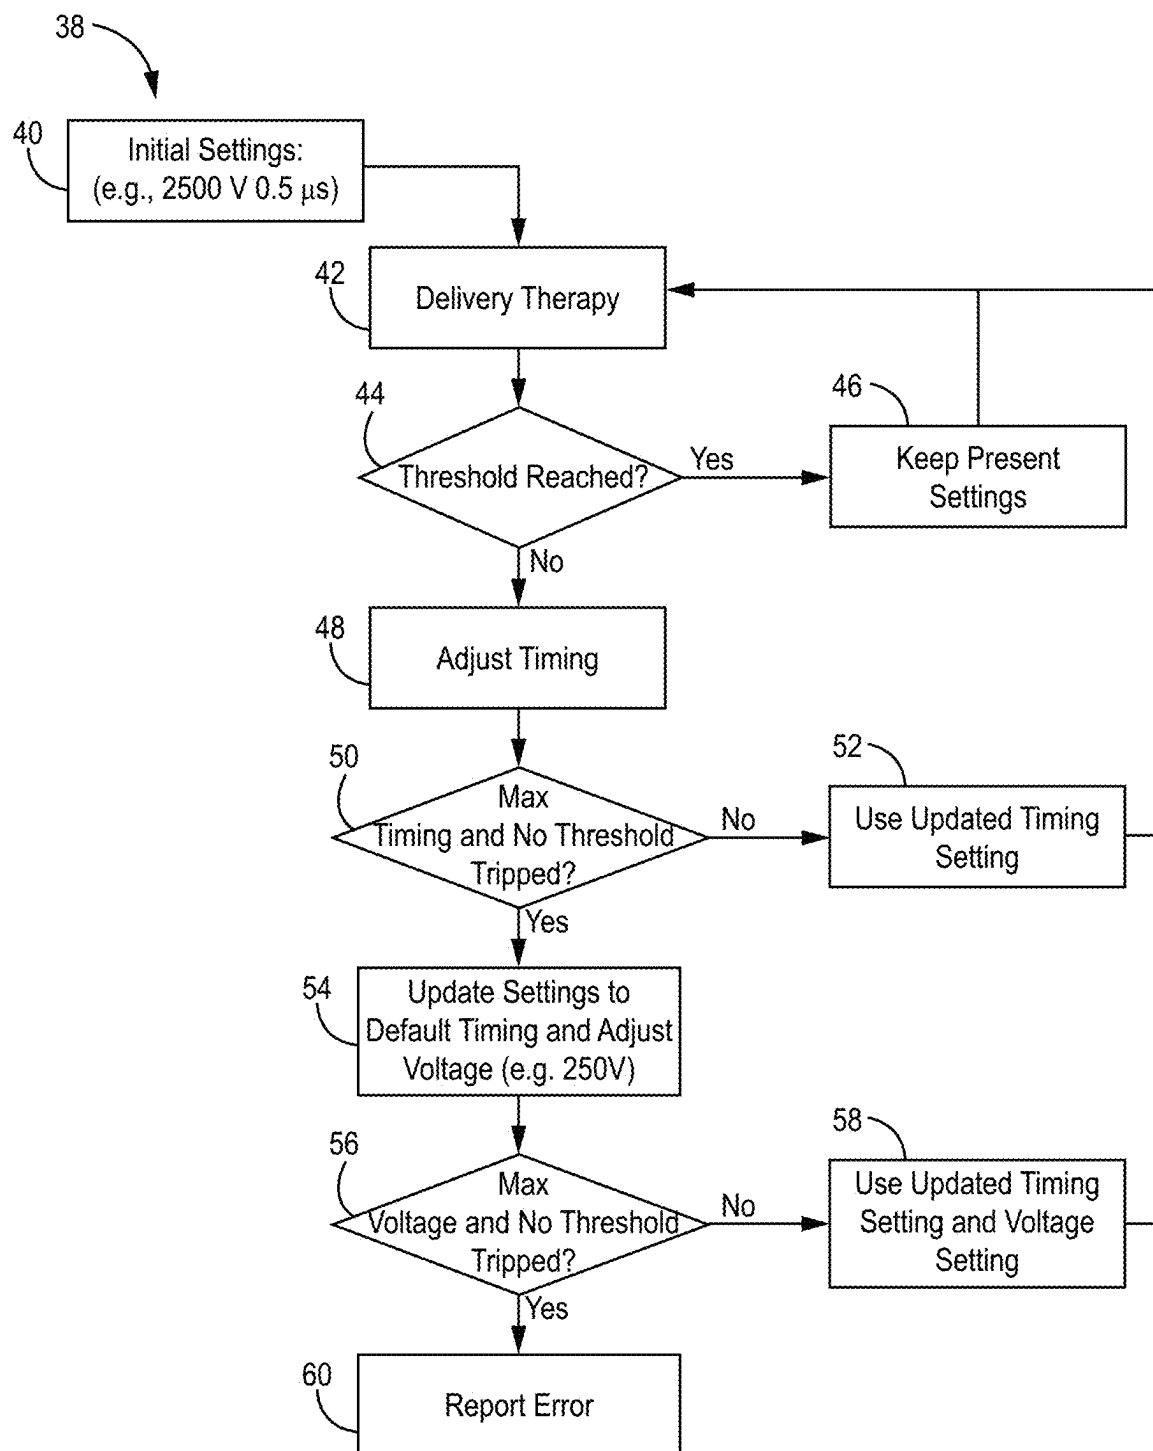 38
40
Initial Settings:
(e.g., 2500 V 0.5 µs)
42
Delivery Therapy
44
Threshold Reached?
Yes
46
Keep Present
Settings
No
48
Adjust Timing
50
Max
Timing and No Threshold
Tripped?
No
52
Use Updated Timing
Setting
Yes
54
Update Settings to
Default Timing and Adjust
Voltage (e.g. 250V)
56
Max
Voltage and No Threshold
Tripped?
No
58
Use Updated Timing
Setting and Voltage
Setting
Yes
60
Report Error